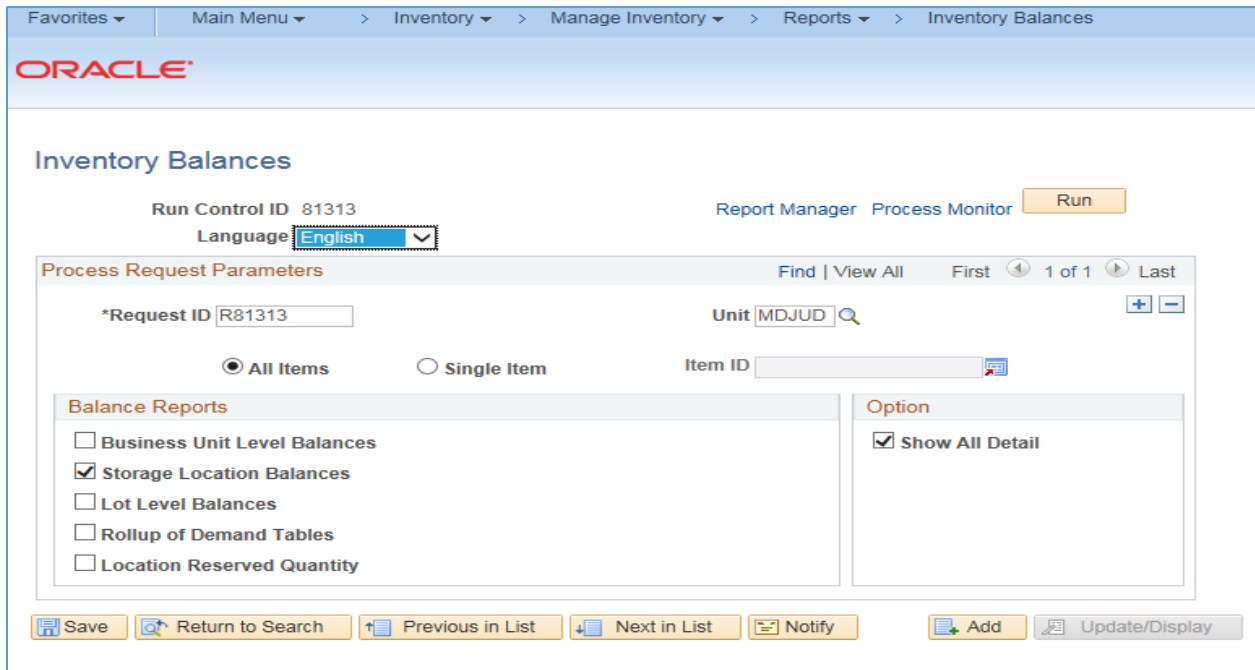 Favorites Main Menu > Inventory > Manage Inventory > Reports > Inventory Balances
ORACLE
Inventory Balances
Run Control ID 81313 Report Manager Process Monitor Run
Language English
Process Request Parameters Find | View All First 1 of 1 Last
*Request ID R81313 Unit MDJUD
All Items Single Item Item ID
Balance Reports Option
Business Unit Level Balances Show All Detail
Storage Location Balances
Lot Level Balances
Rollup of Demand Tables
Location Reserved Quantity
Save Return to Search Previous in List Next in List Notify Add Update/Display